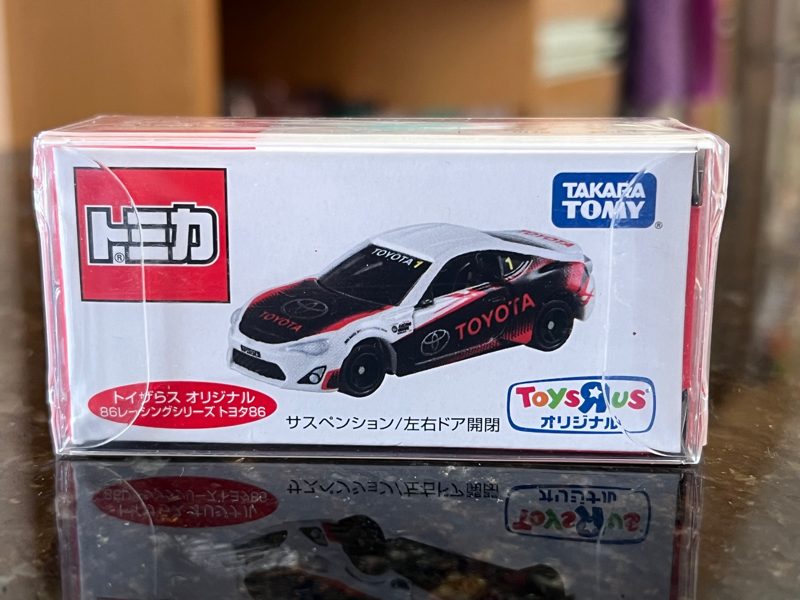 トミカ
®
TAKARA
TOMY
®
TOYOTA 1
1
TOYOTA
TOYOTA
TOYOTA
トイザらス オリジナル
86レーシングシリーズ トヨタ86
サスペンション/左右ドア開閉
ToysЯus
オリジナル